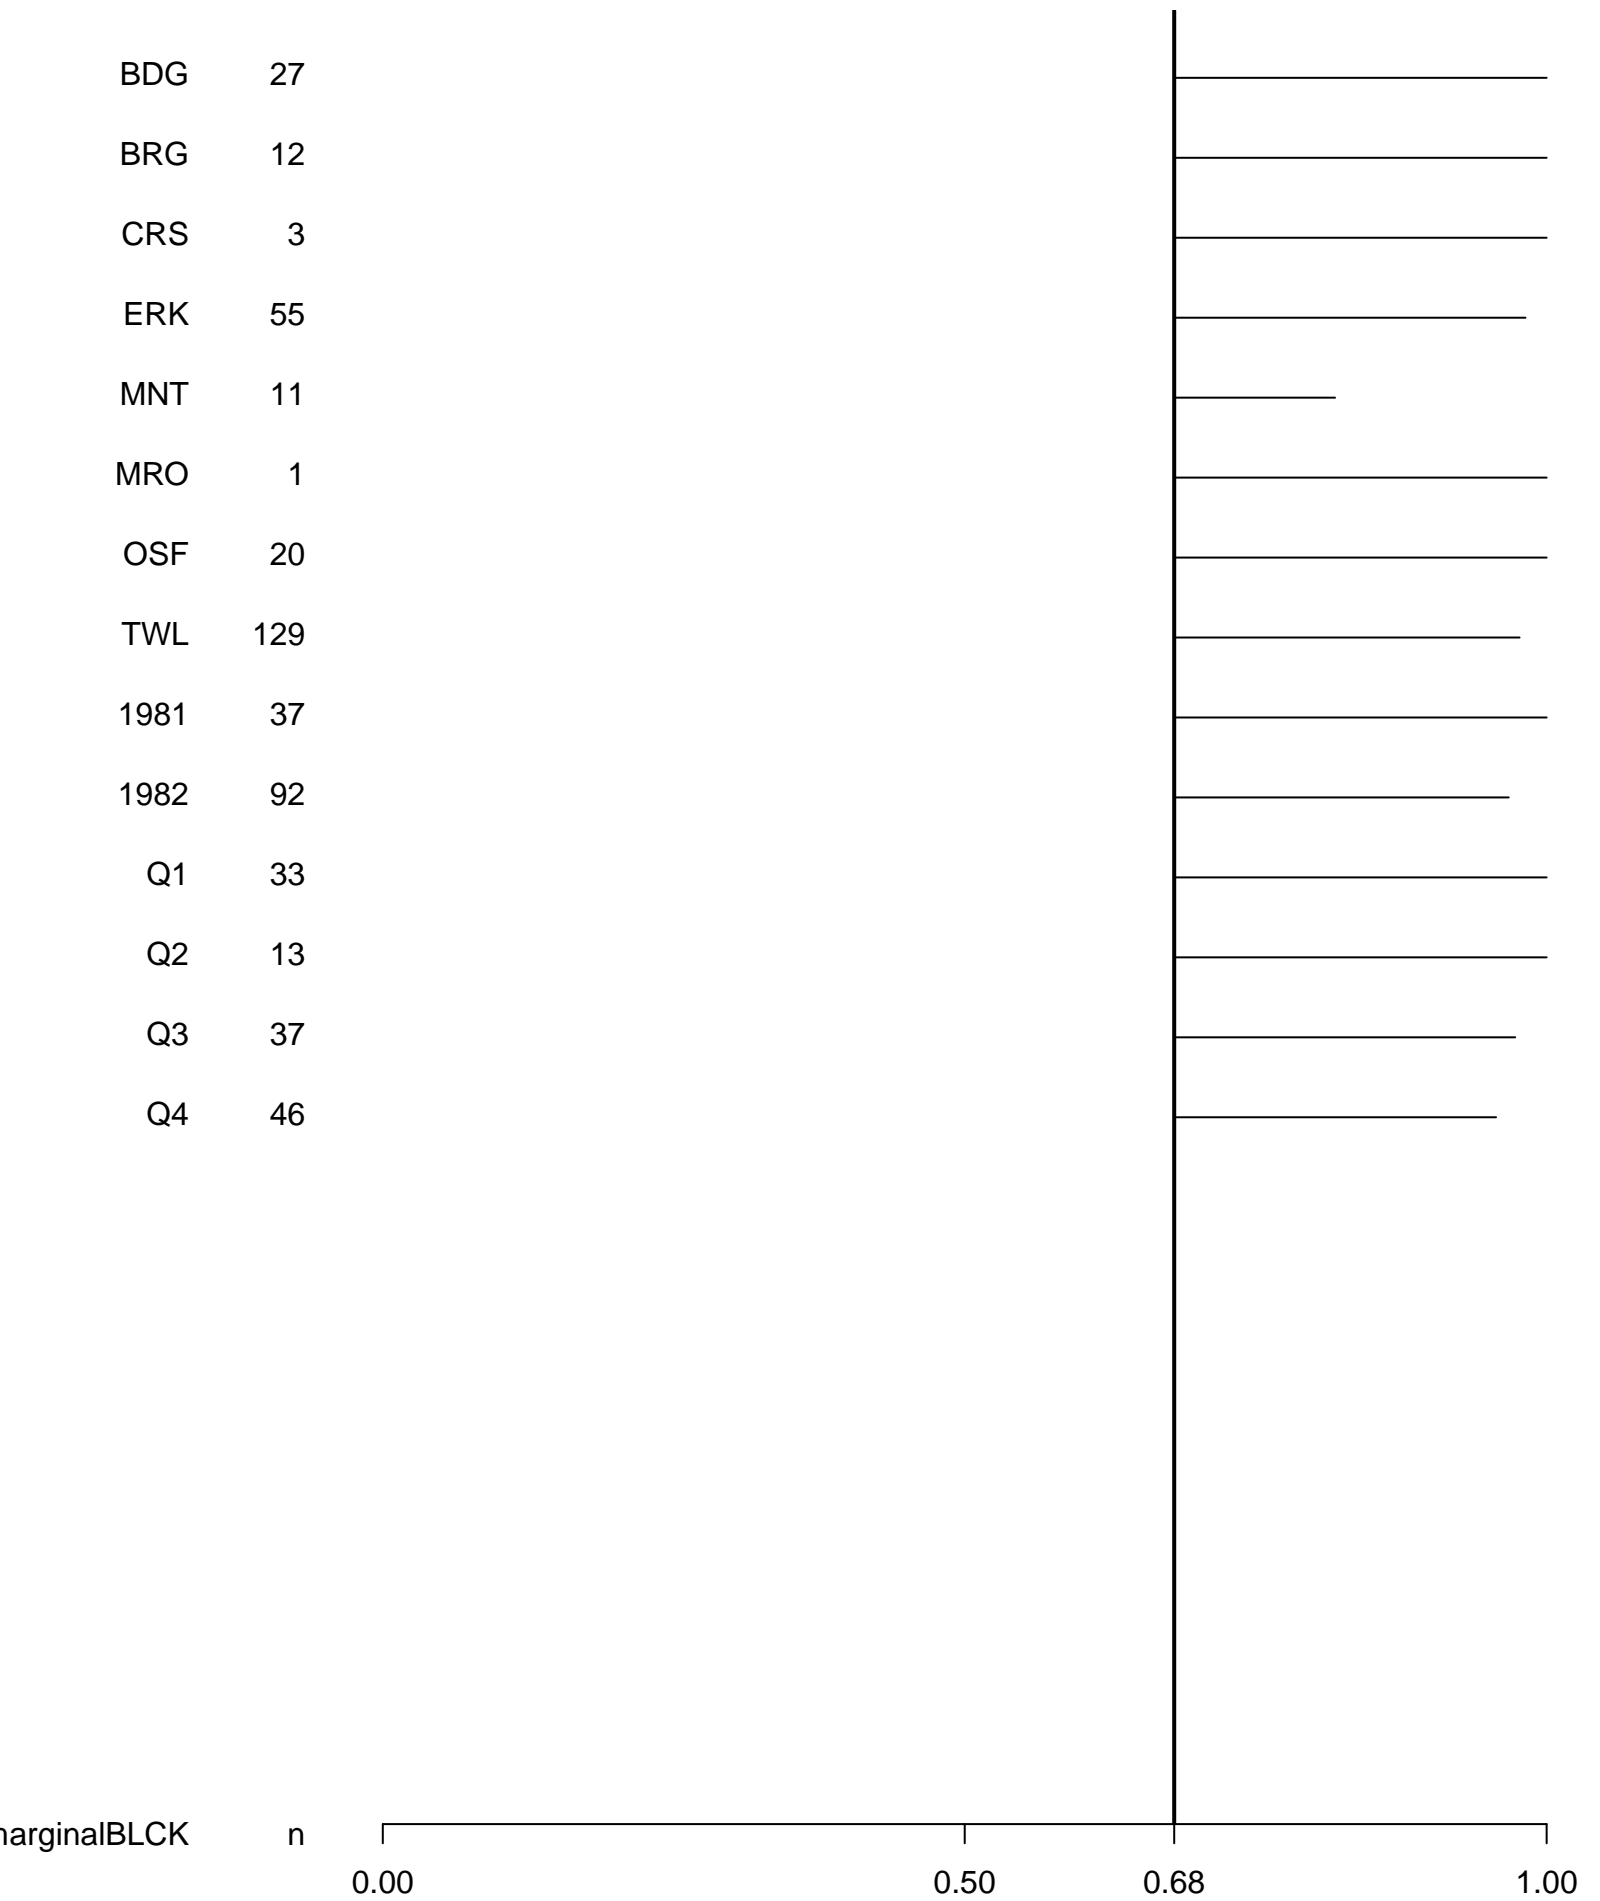 BDG 27
BRG 12
CRS 3
ERK 55
MNT 11
MRO 1
OSF 20
TWL 129
1981 37
1982 92
Q1 33
Q2 13
Q3 37
Q4 46
arginalBLCK n
0.00 0.50 0.68 1.00